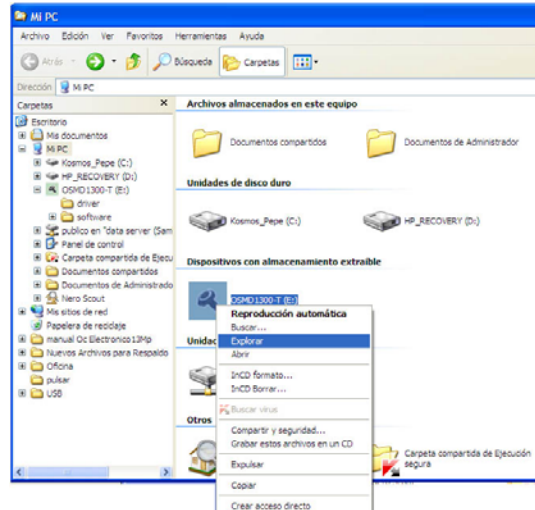 Mi PC
Archivo Edición Ver Favoritos Herramientas Ayuda
Atrás Búsqueda Carpetas
Dirección Mi PC
Carpetas
Escritorio
Mis documentos
Mi PC
Kosmos_Pepe (C:)
HP_RECOVERY (D:)
OSMD1300-T (E:)
driver
software
publico en "data server (Sam
Panel de control
Carpeta compartida de Ejecu
Documentos compartidos
Documentos de Administrado
Nero Scout
Mis sitios de red
Papelera de reciclaje
manual Oc Electronico13Mp
Nuevos Archivos para Respaldo
Oficina
pulsar
USB
Archivos almacenados en este equipo
Documentos compartidos
Documentos de Administrador
Unidades de disco duro
Kosmos_Pepe (C:)
HP_RECOVERY (D:)
Dispositivos con almacenamiento extraíble
OSMD1300-T (E:)
Reproducción automática
Buscar...
Explorar
Abrir
InCD formato...
InCD Borrar...
Buscar virus
Compartir y seguridad...
Grabar estos archivos en un CD
Expulsar
Copiar
Crear acceso directo
Unidad
Otros
Carpeta compartida de Ejecución
segura